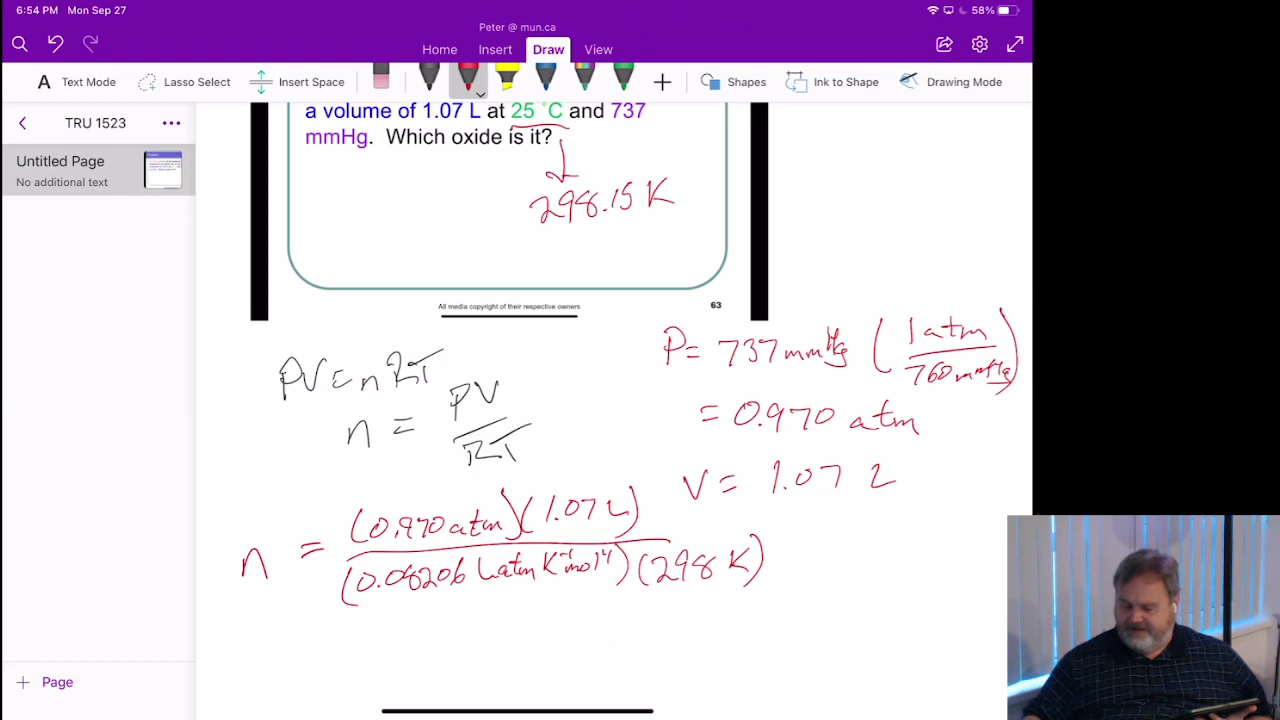 6:54 PM Mon Sep 27
58%
Peter @ mun.ca
Home Insert Draw View
Text Mode Lasso Select Insert Space Shapes Ink to Shape Drawing Mode
TRU 1523
Untitled Page
No additional text
a volume of 1.07 L at 25 °C and 737
mmHg. Which oxide is it?
298.15 K
All media copyright of their respective owners
63
PV = nRT
n = PV
RT
P = 737 mmHg (1 atm
760 mmHg)
= 0.970 atm
V = 1.07 L
n = (0.970 atm)(1.07 L)
(0.08206 L atm K⁻¹ mol⁻¹)(298 K)
Page